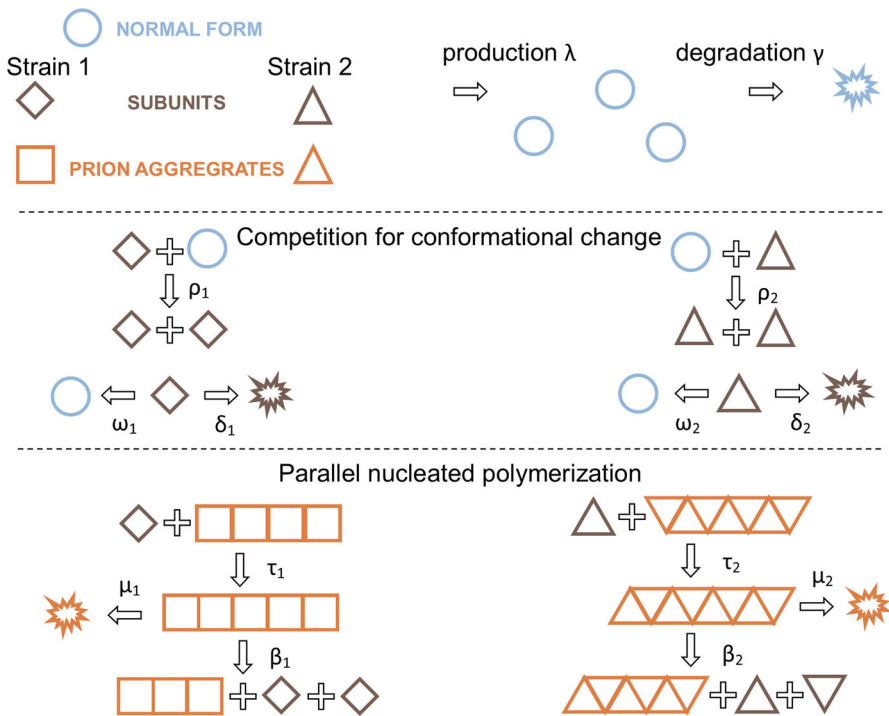 NORMAL FORM
Strain 1
Strain 2
SUBUNITS
PRION AGGREGRATES
production λ
degradation γ
Competition for conformational change
ρ₁
ρ₂
ω₁
δ₁
ω₂
δ₂
Parallel nucleated polymerization
τ₁
τ₂
μ₁
μ₂
β₁
β₂